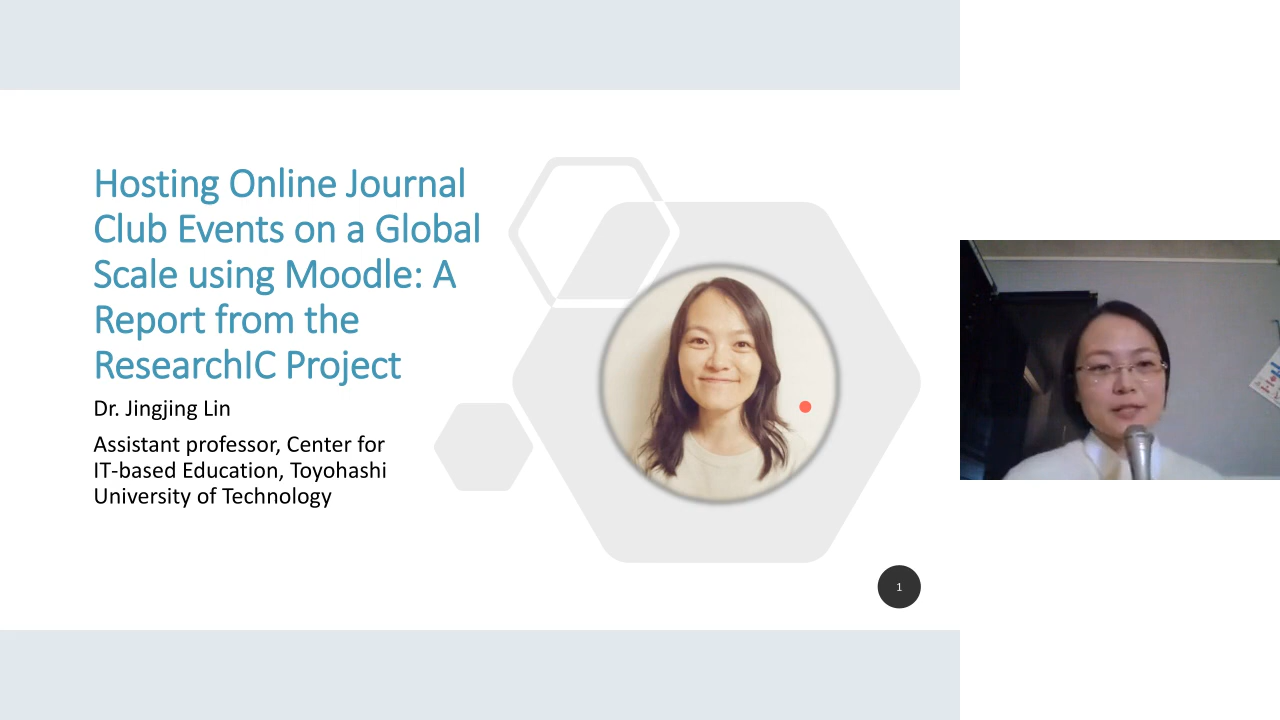 Hosting Online Journal
Club Events on a Global
Scale using Moodle: A
Report from the
ResearchIC Project
Dr. Jingjing Lin
Assistant professor, Center for
IT-based Education, Toyohashi
University of Technology
1